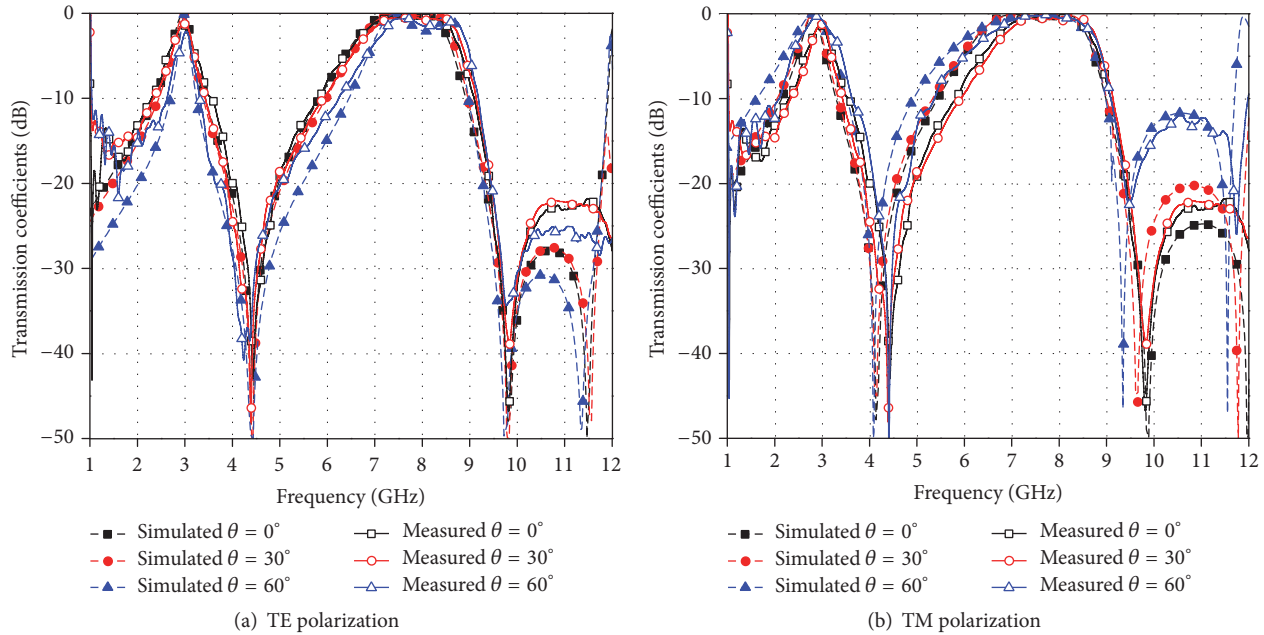 0
−10
−20
−30
−40
−50
Transmission coefficients (dB)
1 2 3 4 5 6 7 8 9 10 11 12
Frequency (GHz)
Simulated θ = 0°
Simulated θ = 30°
Simulated θ = 60°
Measured θ = 0°
Measured θ = 30°
Measured θ = 60°
(a) TE polarization
0
−10
−20
−30
−40
−50
Transmission coefficients (dB)
1 2 3 4 5 6 7 8 9 10 11 12
Frequency (GHz)
Simulated θ = 0°
Simulated θ = 30°
Simulated θ = 60°
Measured θ = 0°
Measured θ = 30°
Measured θ = 60°
(b) TM polarization